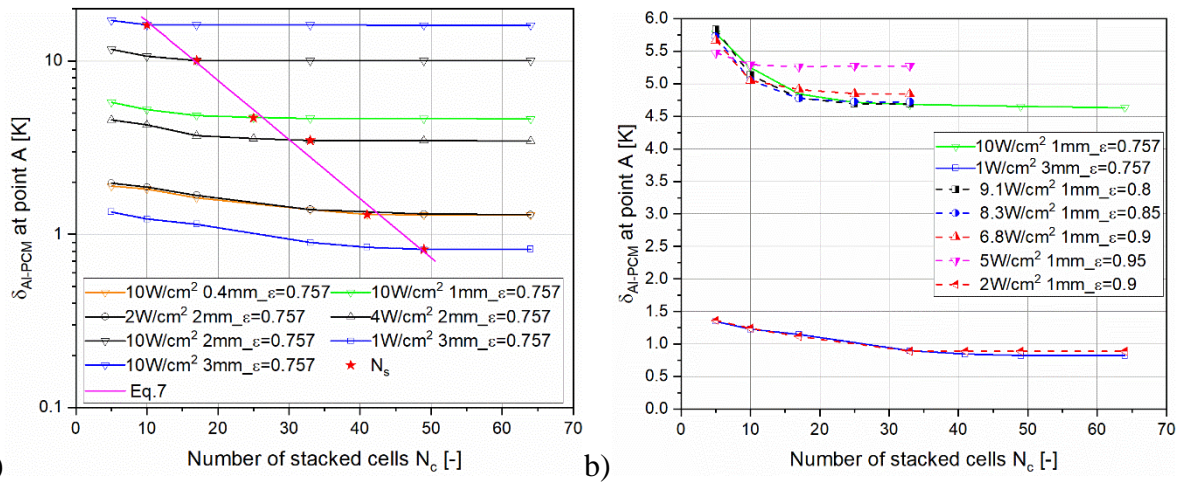 10
1
0.1
δAl-PCM at point A [K]
0 10 20 30 40 50 60 70
Number of stacked cells Nc [-]
10W/cm² 0.4mm_ε=0.757 10W/cm² 1mm_ε=0.757
2W/cm² 2mm_ε=0.757 4W/cm² 2mm_ε=0.757
10W/cm² 2mm_ε=0.757 1W/cm² 3mm_ε=0.757
10W/cm² 3mm_ε=0.757 Ns
Eq.7
b)
6.0
5.5
5.0
4.5
4.0
3.5
3.0
2.5
2.0
1.5
1.0
0.5
0.0
δAl-PCM at point A [K]
10W/cm² 1mm_ε=0.757
1W/cm² 3mm_ε=0.757
9.1W/cm² 1mm_ε=0.8
8.3W/cm² 1mm_ε=0.85
6.8W/cm² 1mm_ε=0.9
5W/cm² 1mm_ε=0.95
2W/cm² 1mm_ε=0.9
0 10 20 30 40 50 60 70
Number of stacked cells Nc [-]